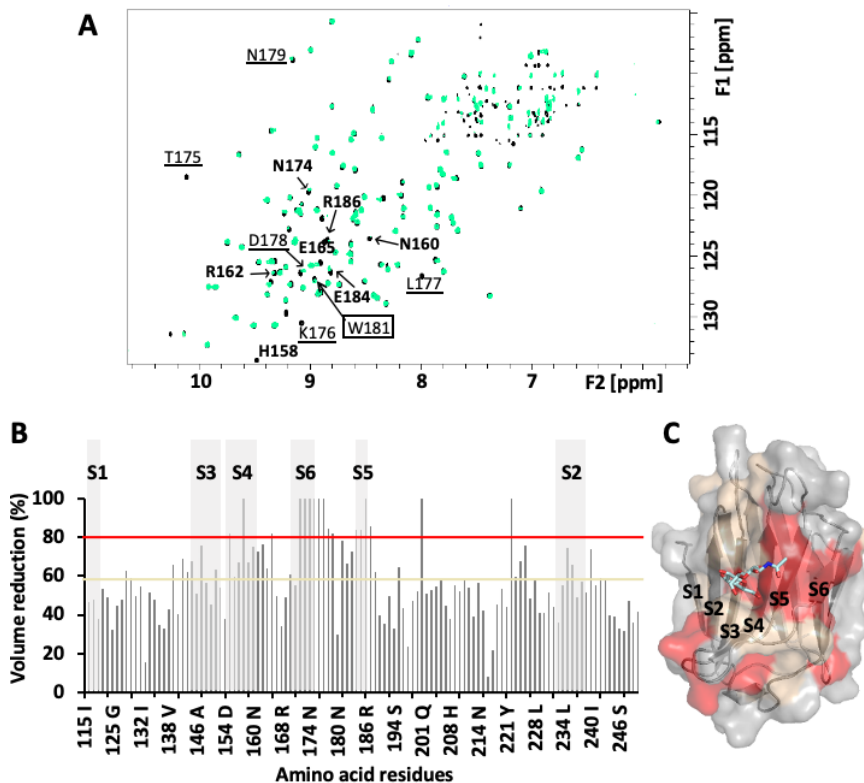 A
N179
T175
N174
R186
D178
E165
N160
R162
E184
L177
K176
W181
H158
10
9
8
7
F2 [ppm]
F1 [ppm]
115
120
125
130
B
S1
S3
S4
S6
S5
S2
Volume reduction (%)
100
80
60
40
20
0
115 I
125 G
132 I
138 V
146 A
154 D
160 N
168 R
174 N
180 N
186 R
194 S
201 Q
208 H
214 N
221 Y
228 L
234 L
240 I
246 S
Amino acid residues
C
S1
S2
S3
S4
S5
S6